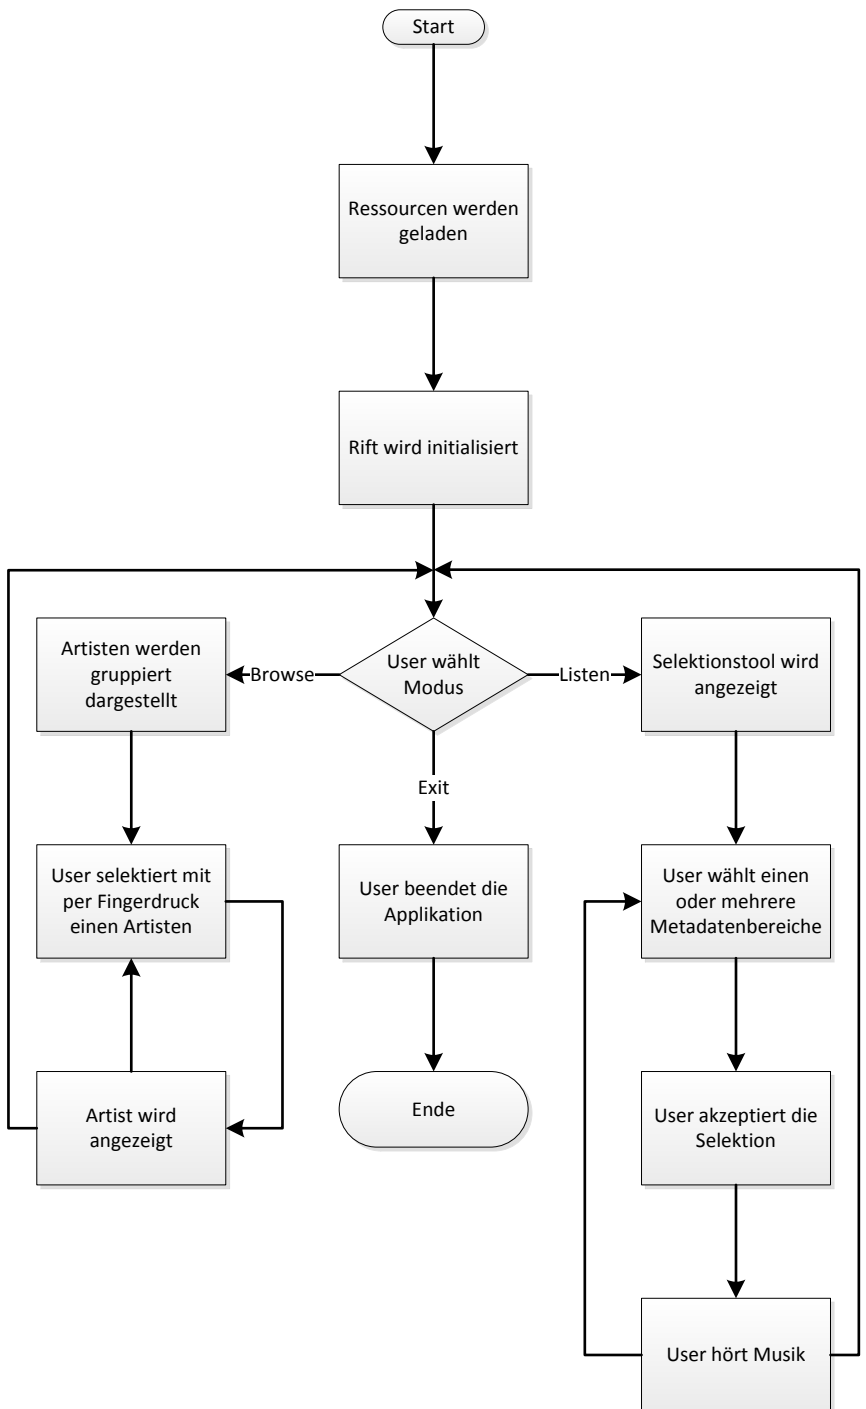 Start
Ressourcen werden
geladen
Rift wird initialisiert
Artisten werden
gruppiert
dargestellt
Browse
User wählt
Modus
Listen
Selektionstool wird
angezeigt
Exit
User selektiert mit
per Fingerdruck
einen Artisten
User beendet die
Applikation
User wählt einen
oder mehrere
Metadatenbereiche
Artist wird
angezeigt
Ende
User akzeptiert die
Selektion
User hört Musik